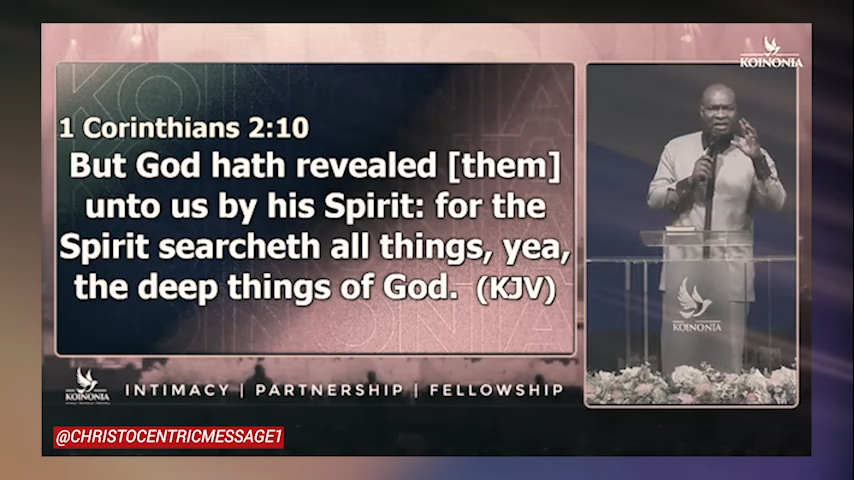 KOINONIA
1 Corinthians 2:10
But God hath revealed [them]
unto us by his Spirit: for the
Spirit searcheth all things, yea,
the deep things of God. (KJV)
KOINONIA
KOINONIA
INTIMACY | PARTNERSHIP | FELLOWSHIP
@CHRISTOCENTRICMESSAGE1